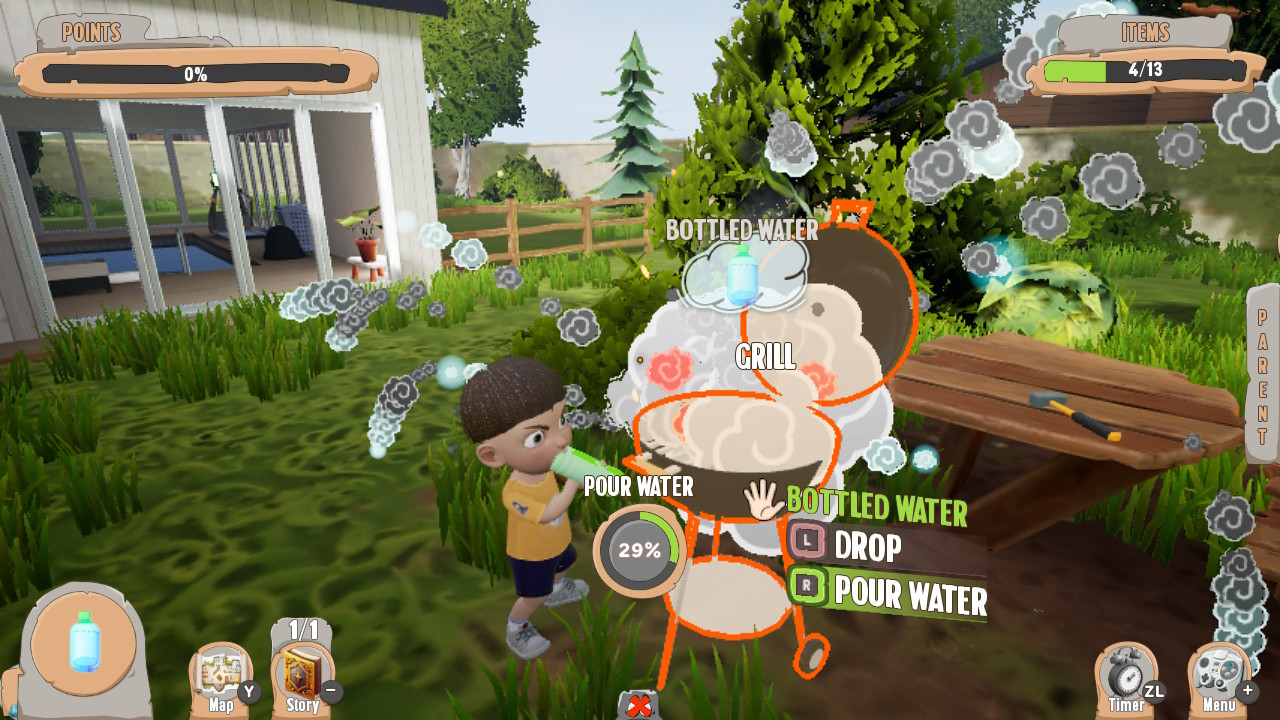 POINTS
0%
ITEMS
4/13
BOTTLED WATER
GRILL
PARENT
POUR WATER
29%
BOTTLED WATER
L DROP
R POUR WATER
1/1
Map Y
Story -
Timer ZL
Menu +